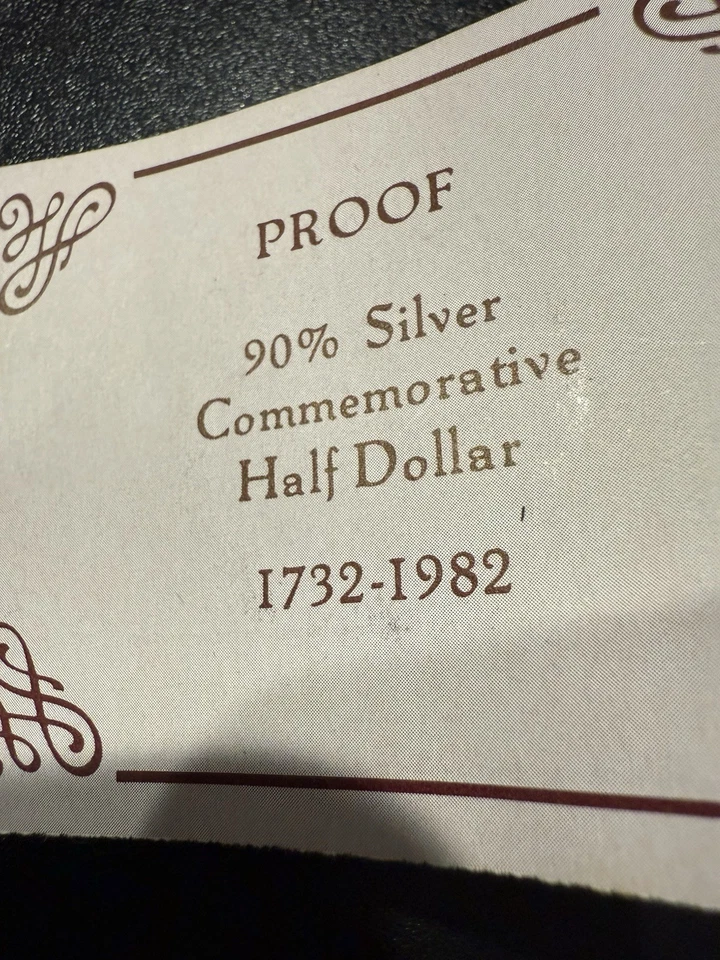 PROOF
90% Silver
Commemorative
Half Dollar
1732-1982